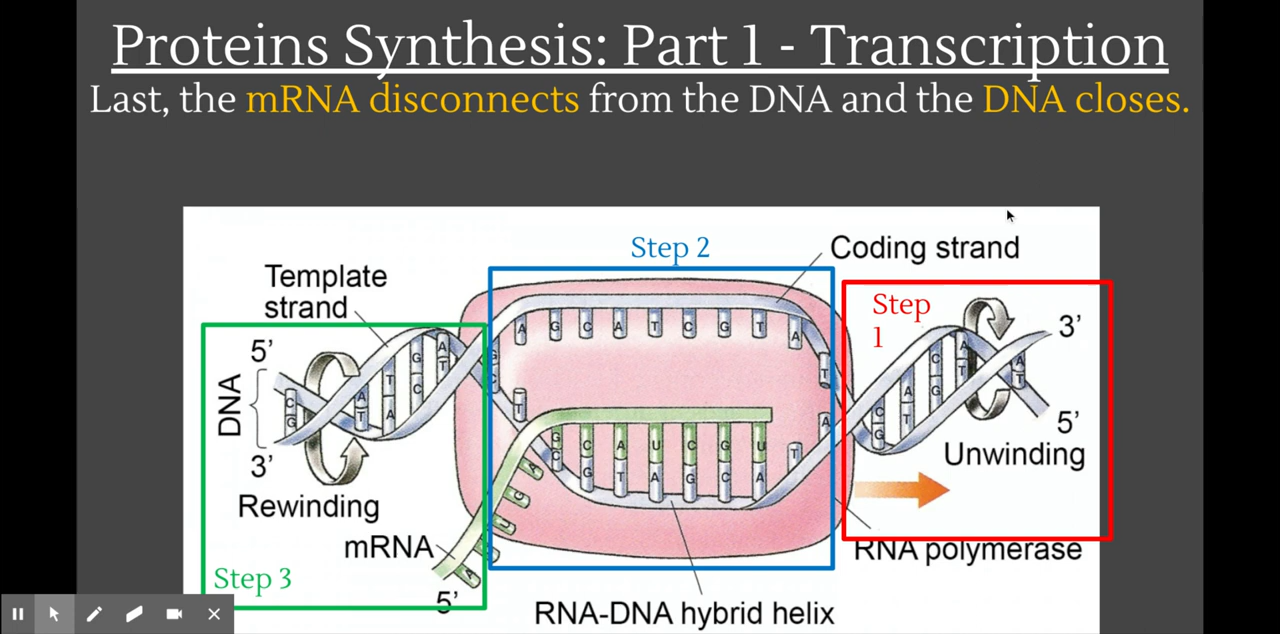 Proteins Synthesis: Part 1 - Transcription
Last, the mRNA disconnects from the DNA and the DNA closes.
Step 2
Coding strand
Template
strand
Step
1
3’
5’
A G C A T C G T A
G A T
G A T
C T
A T
A T
C G
T A
C G
A T
DNA
C G
G C
T
A
C G
5’
3’
Unwinding
G C A U C G U
C G T A G C A T
Rewinding
mRNA
A
RNA polymerase
Step 3
5’
RNA-DNA hybrid helix